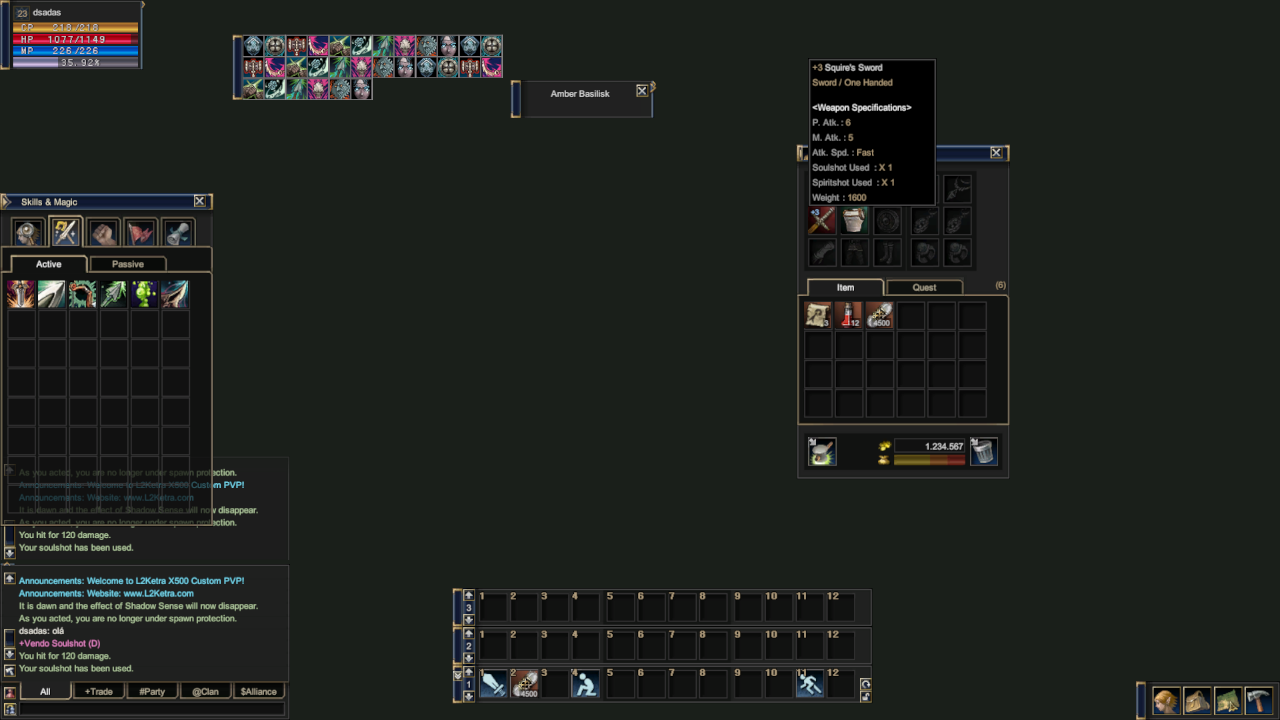 23 dsadas
CP 213/218
HP 1077/1149
MP 226/226
35.92%
Amber Basilisk
+3 Squire's Sword
Sword / One Handed
<Weapon Specifications>
P. Atk. : 6
M. Atk. : 5
Atk. Spd. : Fast
Soulshot Used : X 1
Spiritshot Used : X 1
Weight : 1600
+3
Item
Quest
(6)
3
12
4500
1.234.567
Skills & Magic
Active
Passive
As you acted, you are no longer under spawn protection.
Announcements: Welcome to L2Ketra X500 Custom PVP!
Announcements: Website: www.L2Ketra.com
It is dawn and the effect of Shadow Sense will now disappear.
As you acted, you are no longer under spawn protection.
You hit for 120 damage.
Your soulshot has been used.
Announcements: Welcome to L2Ketra X500 Custom PVP!
Announcements: Website: www.L2Ketra.com
It is dawn and the effect of Shadow Sense will now disappear.
As you acted, you are no longer under spawn protection.
dsadas: olá
+Vendo Soulshot (D)
You hit for 120 damage.
Your soulshot has been used.
All
+Trade
#Party
@Clan
$Alliance
3
1 2 3 4 5 6 7 8 9 10 11 12
2
1 2 3 4 5 6 7 8 9 10 11 12
1
1 2 3 4 5 6 7 8 9 10 11 12
4500